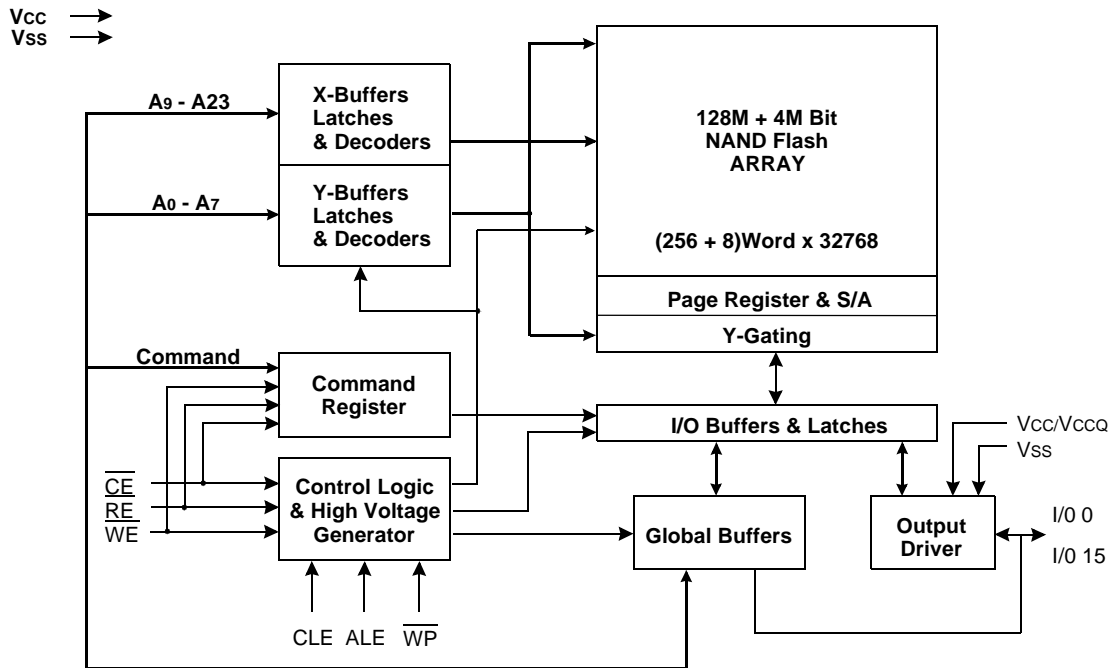 VCC
VSS
A9 - A23
X-Buffers
Latches
& Decoders
128M + 4M Bit
NAND Flash
ARRAY
A0 - A7
Y-Buffers
Latches
& Decoders
(256 + 8)Word x 32768
Page Register & S/A
Y-Gating
Command
Command
Register
I/O Buffers & Latches
VCC/VCCQ
VSS
CE
RE
WE
Control Logic
& High Voltage
Generator
Global Buffers
Output
Driver
I/0 0
I/0 15
CLE
ALE
WP